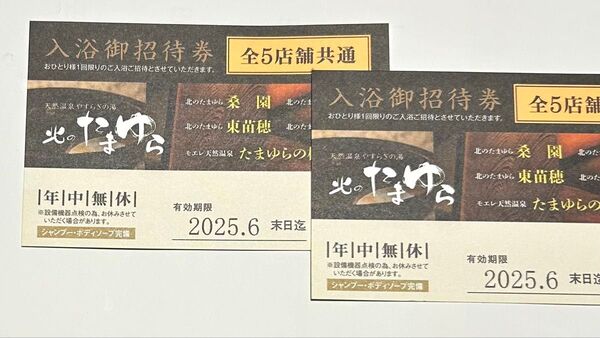 入浴御招待券
全5店舗共通
おひとり様1回限りのご入浴ご招待とさせていただきます。
天然温泉 やすらぎの湯
北のたまゆら
北のたまゆら 桑園 北の
北のたまゆら 東苗穂 北のた
モエレ天然温泉 たまゆらの
年中無休
※設備機器点検の為、お休みさせて
いただく場合があります。
シャンプー・ボディソープ完備
有効期限
2025.6 末日迄
入浴御招待券
全5店舗
おひとり様1回限りのご入浴ご招待とさせていただきます。
天然温泉 やすらぎの湯
北のたまゆら
北のたまゆら 桑園
北のたまゆら 東苗穂
モエレ天然温泉 たまゆらの
年中無休
※設備機器点検の為、お休みさせて
いただく場合があります。
シャンプー・ボディソープ完備
有効期限
2025.6 末日迄